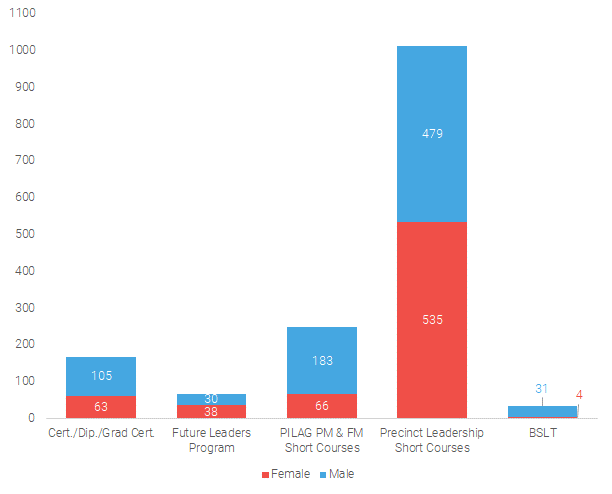 1100
1000
900
800
700
600
500
400
300
200
100
0
105
63
30
38
183
66
479
535
31
4
Cert./Dip./Grad Cert.
Future Leaders
Program
PILAG PM & FM
Short Courses
Precinct Leadership
Short Courses
BSLT
Female
Male